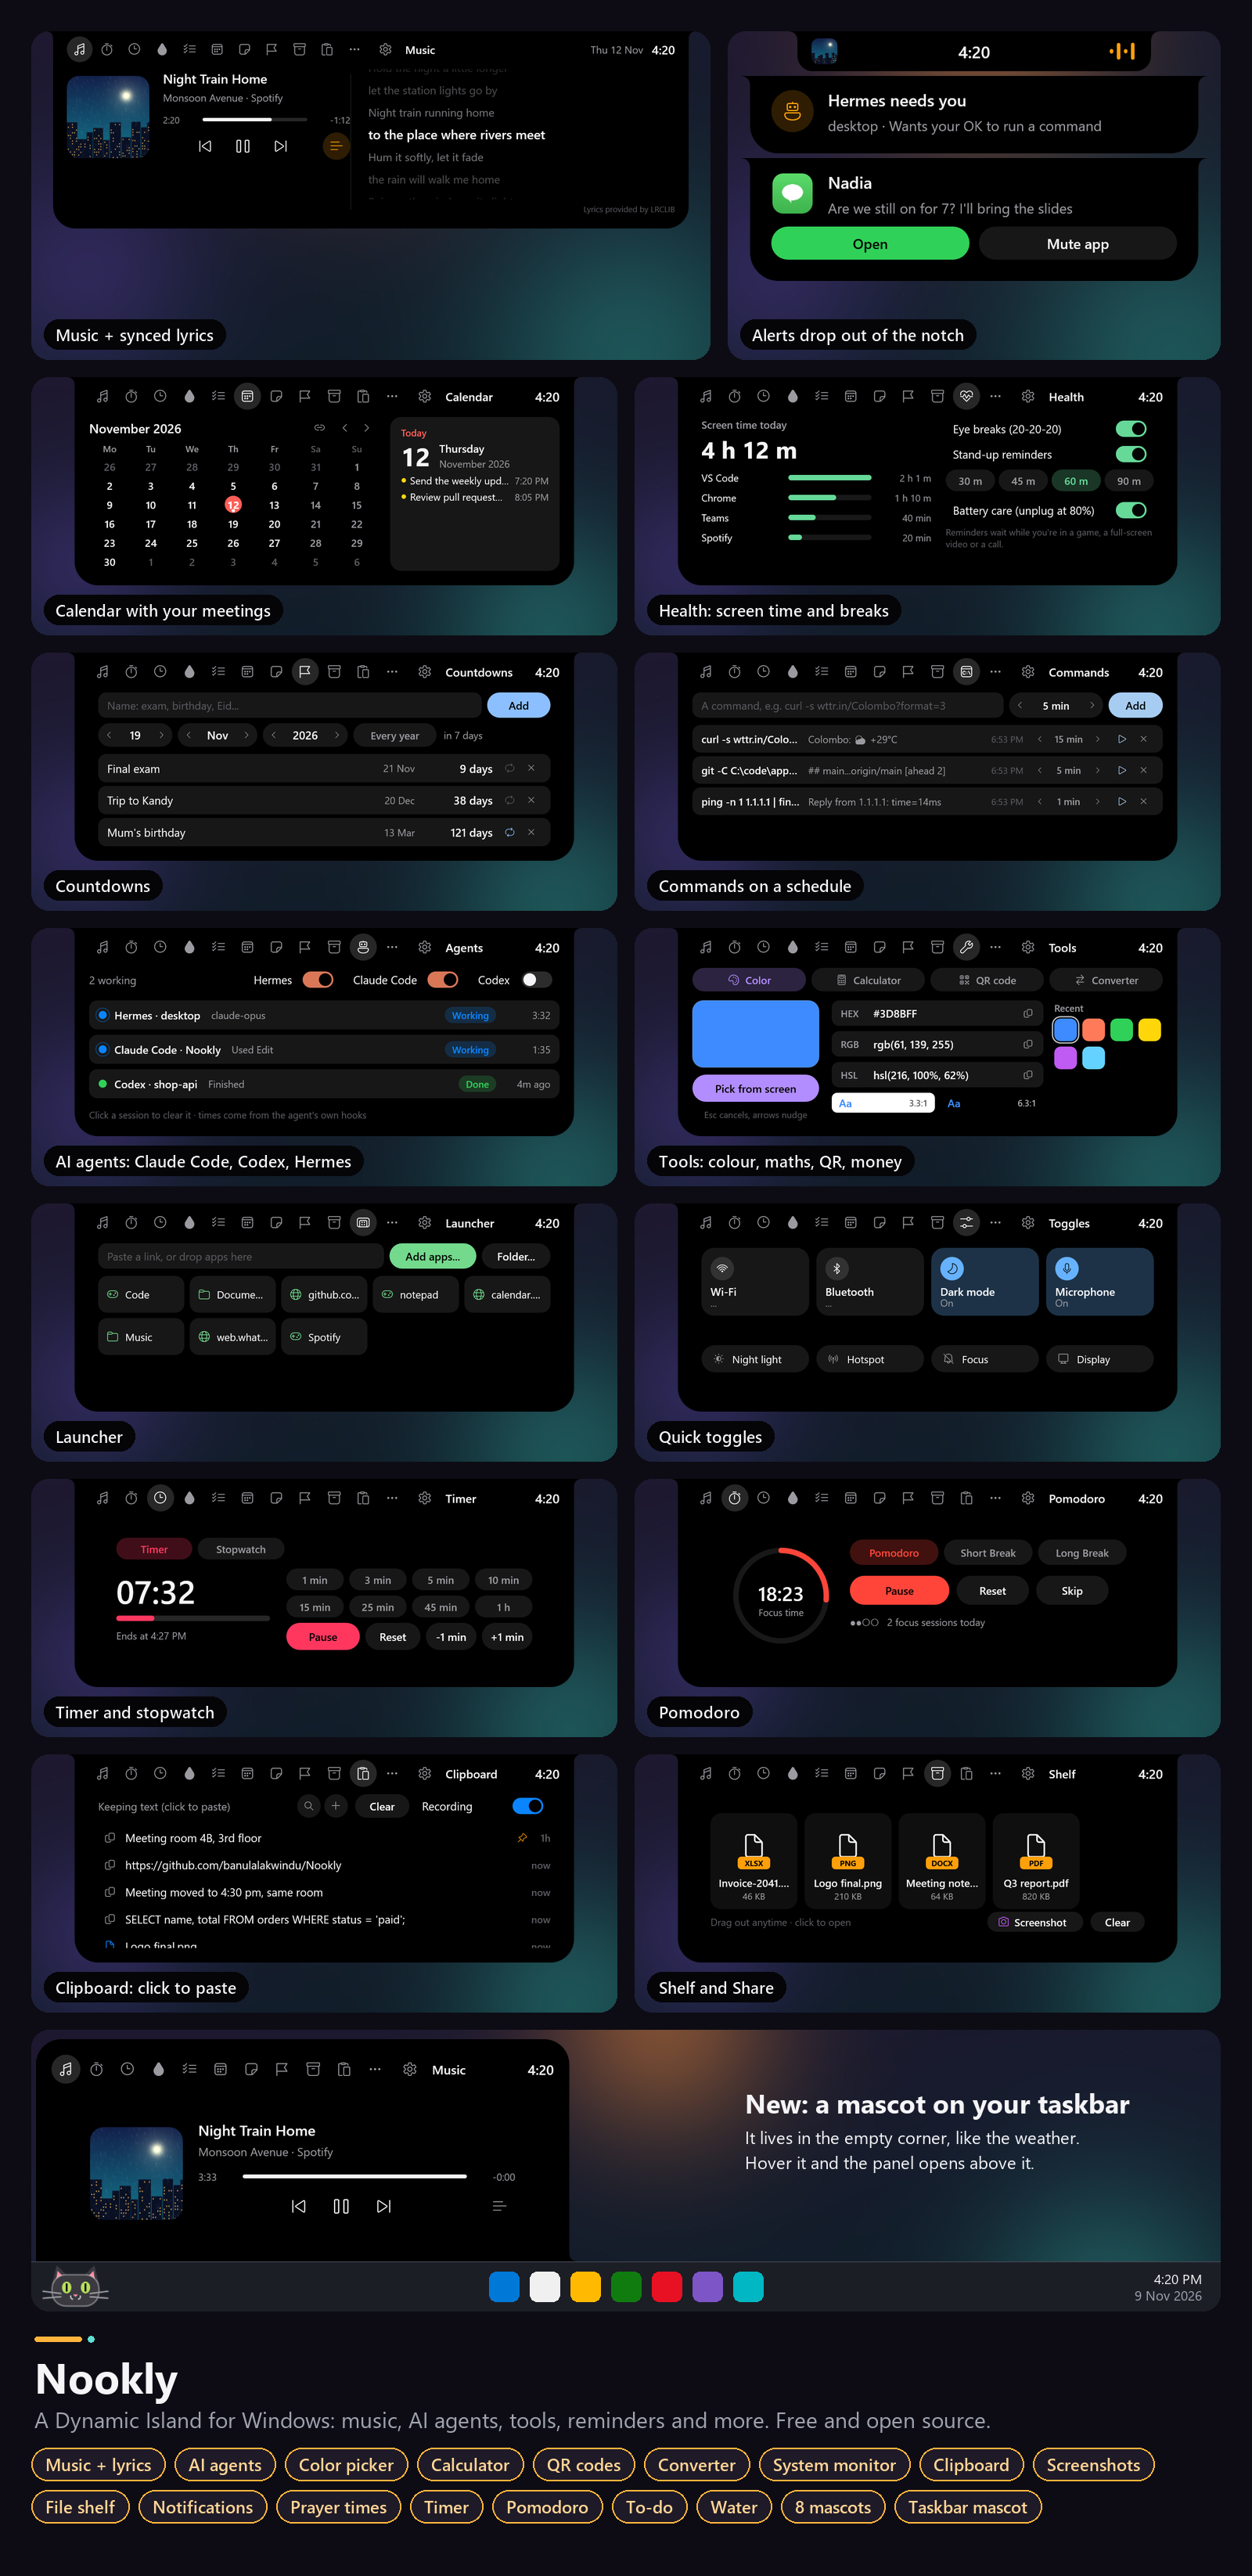 Music
Thu 12 Nov 4:20
Night Train Home
Monsoon Avenue · Spotify
2:20 -1:12
Hold the night a little longer
let the station lights go by
Night train running home
to the place where rivers meet
Hum it softly, let it fade
the rain will walk me home
Lyrics provided by LRCLIB
Music + synced lyrics
4:20
Hermes needs you
desktop · Wants your OK to run a command
Nadia
Are we still on for 7? I'll bring the slides
Open Mute app
Alerts drop out of the notch
Calendar 4:20
November 2026
Mo Tu We Th Fr Sa Su
26 27 28 29 30 31 1
2 3 4 5 6 7 8
9 10 11 12 13 14 15
16 17 18 19 20 21 22
23 24 25 26 27 28 29
30 1 2 3 4 5 6
Today
12 Thursday
November 2026
Send the weekly upd... 7:20 PM
Review pull request... 8:05 PM
Calendar with your meetings
Health 4:20
Screen time today
4 h 12 m
VS Code 2 h 1 m
Chrome 1 h 10 m
Teams 40 min
Spotify 20 min
Eye breaks (20-20-20)
Stand-up reminders
30 m 45 m 60 m 90 m
Battery care (unplug at 80%)
Reminders wait while you're in a game, a full-screen
video or a call.
Health: screen time and breaks
Countdowns 4:20
Name: exam, birthday, Eid... Add
19 Nov 2026 Every year in 7 days
Final exam 21 Nov 9 days
Trip to Kandy 20 Dec 38 days
Mum's birthday 13 Mar 121 days
Countdowns
Commands 4:20
A command, e.g. curl -s wttr.in/Colombo?format=3 5 min Add
curl -s wttr.in/Colo... Colombo: +29°C 6:53 PM 15 min
git -C C:\code\app... ## main...origin/main [ahead 2] 6:53 PM 5 min
ping -n 1 1.1.1.1 | fin... Reply from 1.1.1.1: time=14ms 6:53 PM 1 min
Commands on a schedule
Agents 4:20
2 working Hermes Claude Code Codex
Hermes · desktop claude-opus Working 3:32
Claude Code · Nookly Used Edit Working 1:35
Codex · shop-api Finished Done 4m ago
Click a session to clear it · times come from the agent's own hooks
AI agents: Claude Code, Codex, Hermes
Tools 4:20
Color Calculator QR code Converter
HEX #3D8BFF
RGB rgb(61, 139, 255)
HSL hsl(216, 100%, 62%)
Aa 3.3:1 Aa 6.3:1
Recent
Pick from screen
Esc cancels, arrows nudge
Tools: colour, maths, QR, money
Launcher 4:20
Paste a link, or drop apps here Add apps... Folder...
Code Docume... github.co... notepad calendar....
Music web.what... Spotify
Launcher
Toggles 4:20
Wi-Fi
...
Bluetooth
...
Dark mode
On
Microphone
On
Night light Hotspot Focus Display
Quick toggles
Timer 4:20
Timer Stopwatch
07:32
Ends at 4:27 PM
1 min 3 min 5 min 10 min
15 min 25 min 45 min 1 h
Pause Reset -1 min +1 min
Timer and stopwatch
Pomodoro 4:20
18:23
Focus time
Pomodoro Short Break Long Break
Pause Reset Skip
2 focus sessions today
Pomodoro
Clipboard 4:20
Keeping text (click to paste) Clear Recording
Meeting room 4B, 3rd floor 1h
https://github.com/banulalakwindu/Nookly now
Meeting moved to 4:30 pm, same room now
SELECT name, total FROM orders WHERE status = 'paid'; now
Logo final.png now
Clipboard: click to paste
Shelf 4:20
XLSX PNG DOCX PDF
Invoice-2041.... Logo final.png Meeting note... Q3 report.pdf
46 KB 210 KB 64 KB 820 KB
Drag out anytime · click to open Screenshot Clear
Shelf and Share
Music 4:20
Night Train Home
Monsoon Avenue · Spotify
3:33 -0:00
New: a mascot on your taskbar
It lives in the empty corner, like the weather.
Hover it and the panel opens above it.
4:20 PM
9 Nov 2026
Nookly
A Dynamic Island for Windows: music, AI agents, tools, reminders and more. Free and open source.
Music + lyrics AI agents Color picker Calculator QR codes Converter System monitor Clipboard Screenshots
File shelf Notifications Prayer times Timer Pomodoro To-do Water 8 mascots Taskbar mascot